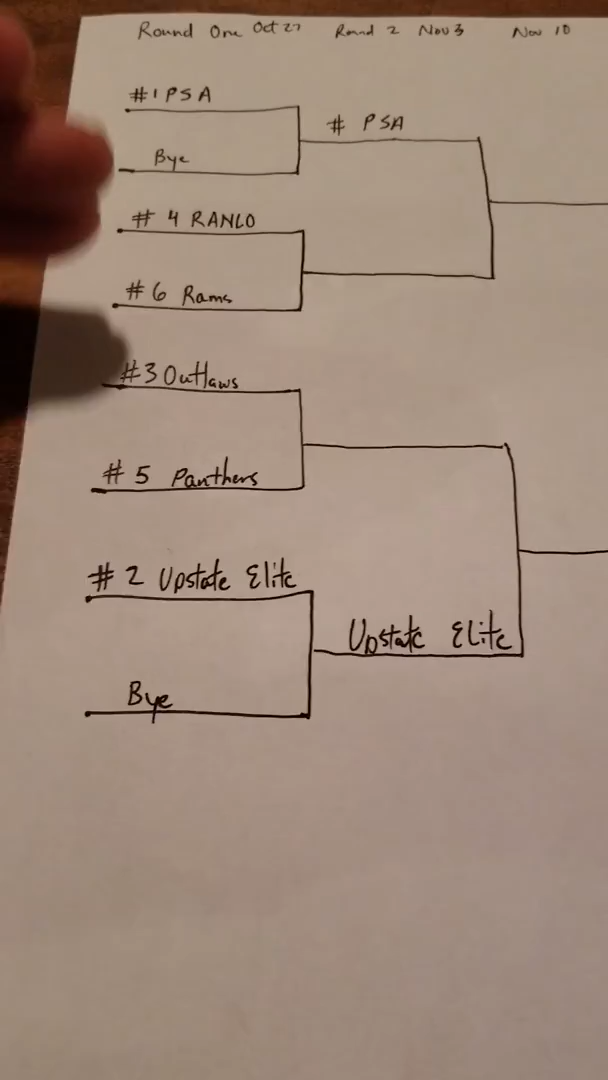 Round One Oct 27 Round 2 Nov 3 Nov 10
#1 PSA
# PSA
Bye
#4 RANLO
#6 Rams
#3 Outlaws
#5 Panthers
#2 Upstate Elite
Upstate Elite
Bye